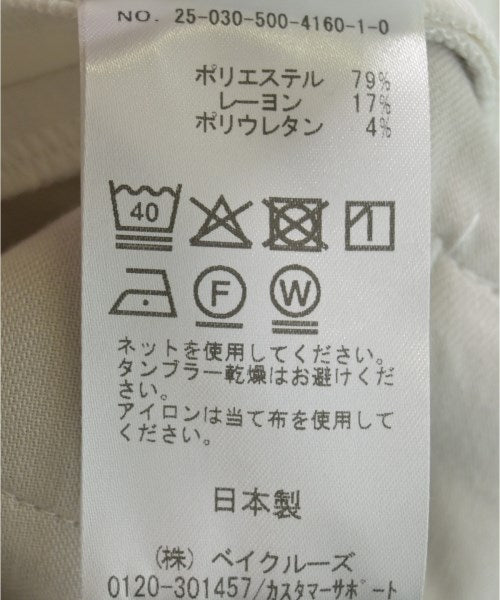 NO. 25-030-500-4160-1-0
ポリエステル 79%
レーヨン 17%
ポリウレタン 4%
40
F W
ネットを使用してください。
タンブラー乾燥はお避けくだ
さい。
アイロンは当て布を使用して
ください。
日本製
(株) ベイクルーズ
0120-301457/カスタマーサポート